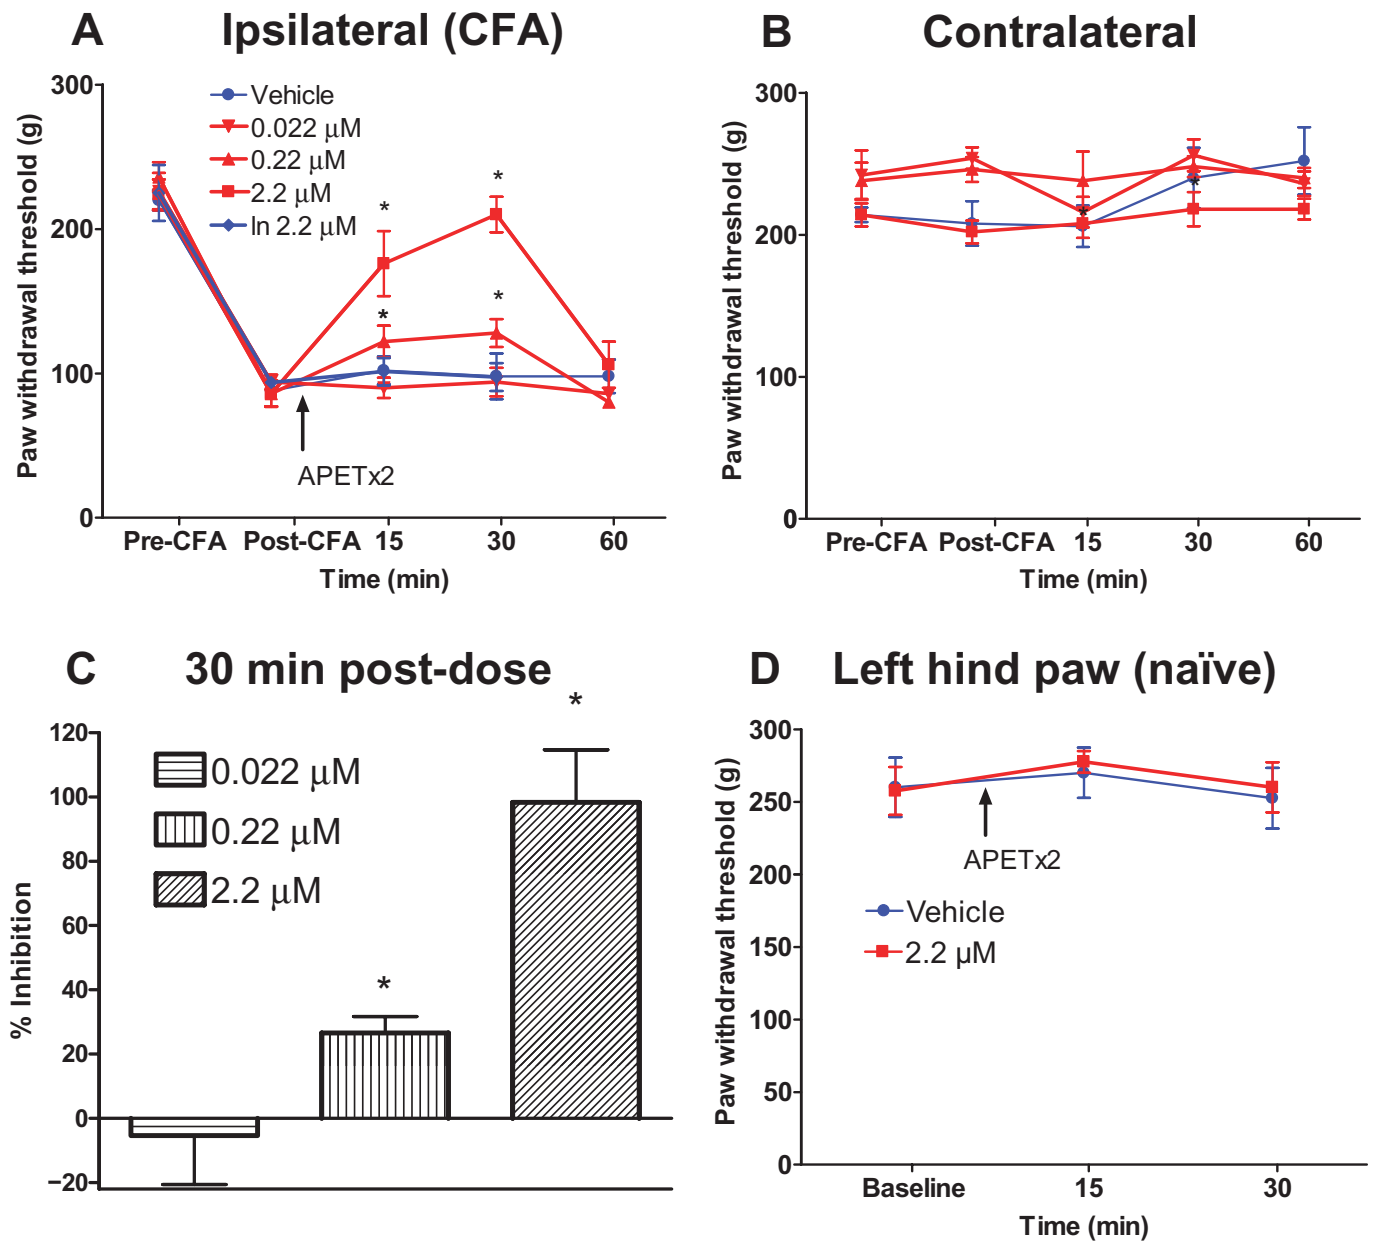 A Ipsilateral (CFA)
Paw withdrawal threshold (g)
300
200
100
0
Vehicle
0.022 μM
0.22 μM
2.2 μM
In 2.2 μM
*
*
*
*
APETx2
Pre-CFA Post-CFA 15 30 60
Time (min)
B Contralateral
Paw withdrawal threshold (g)
300
200
100
0
*
*
Pre-CFA Post-CFA 15 30 60
Time (min)
C 30 min post-dose
% Inhibition
120
100
80
60
40
20
0
−20
0.022 μM
0.22 μM
2.2 μM
*
*
D Left hind paw (naïve)
Paw withdrawal threshold (g)
300
250
200
150
100
50
0
APETx2
Vehicle
2.2 μM
Baseline 15 30
Time (min)